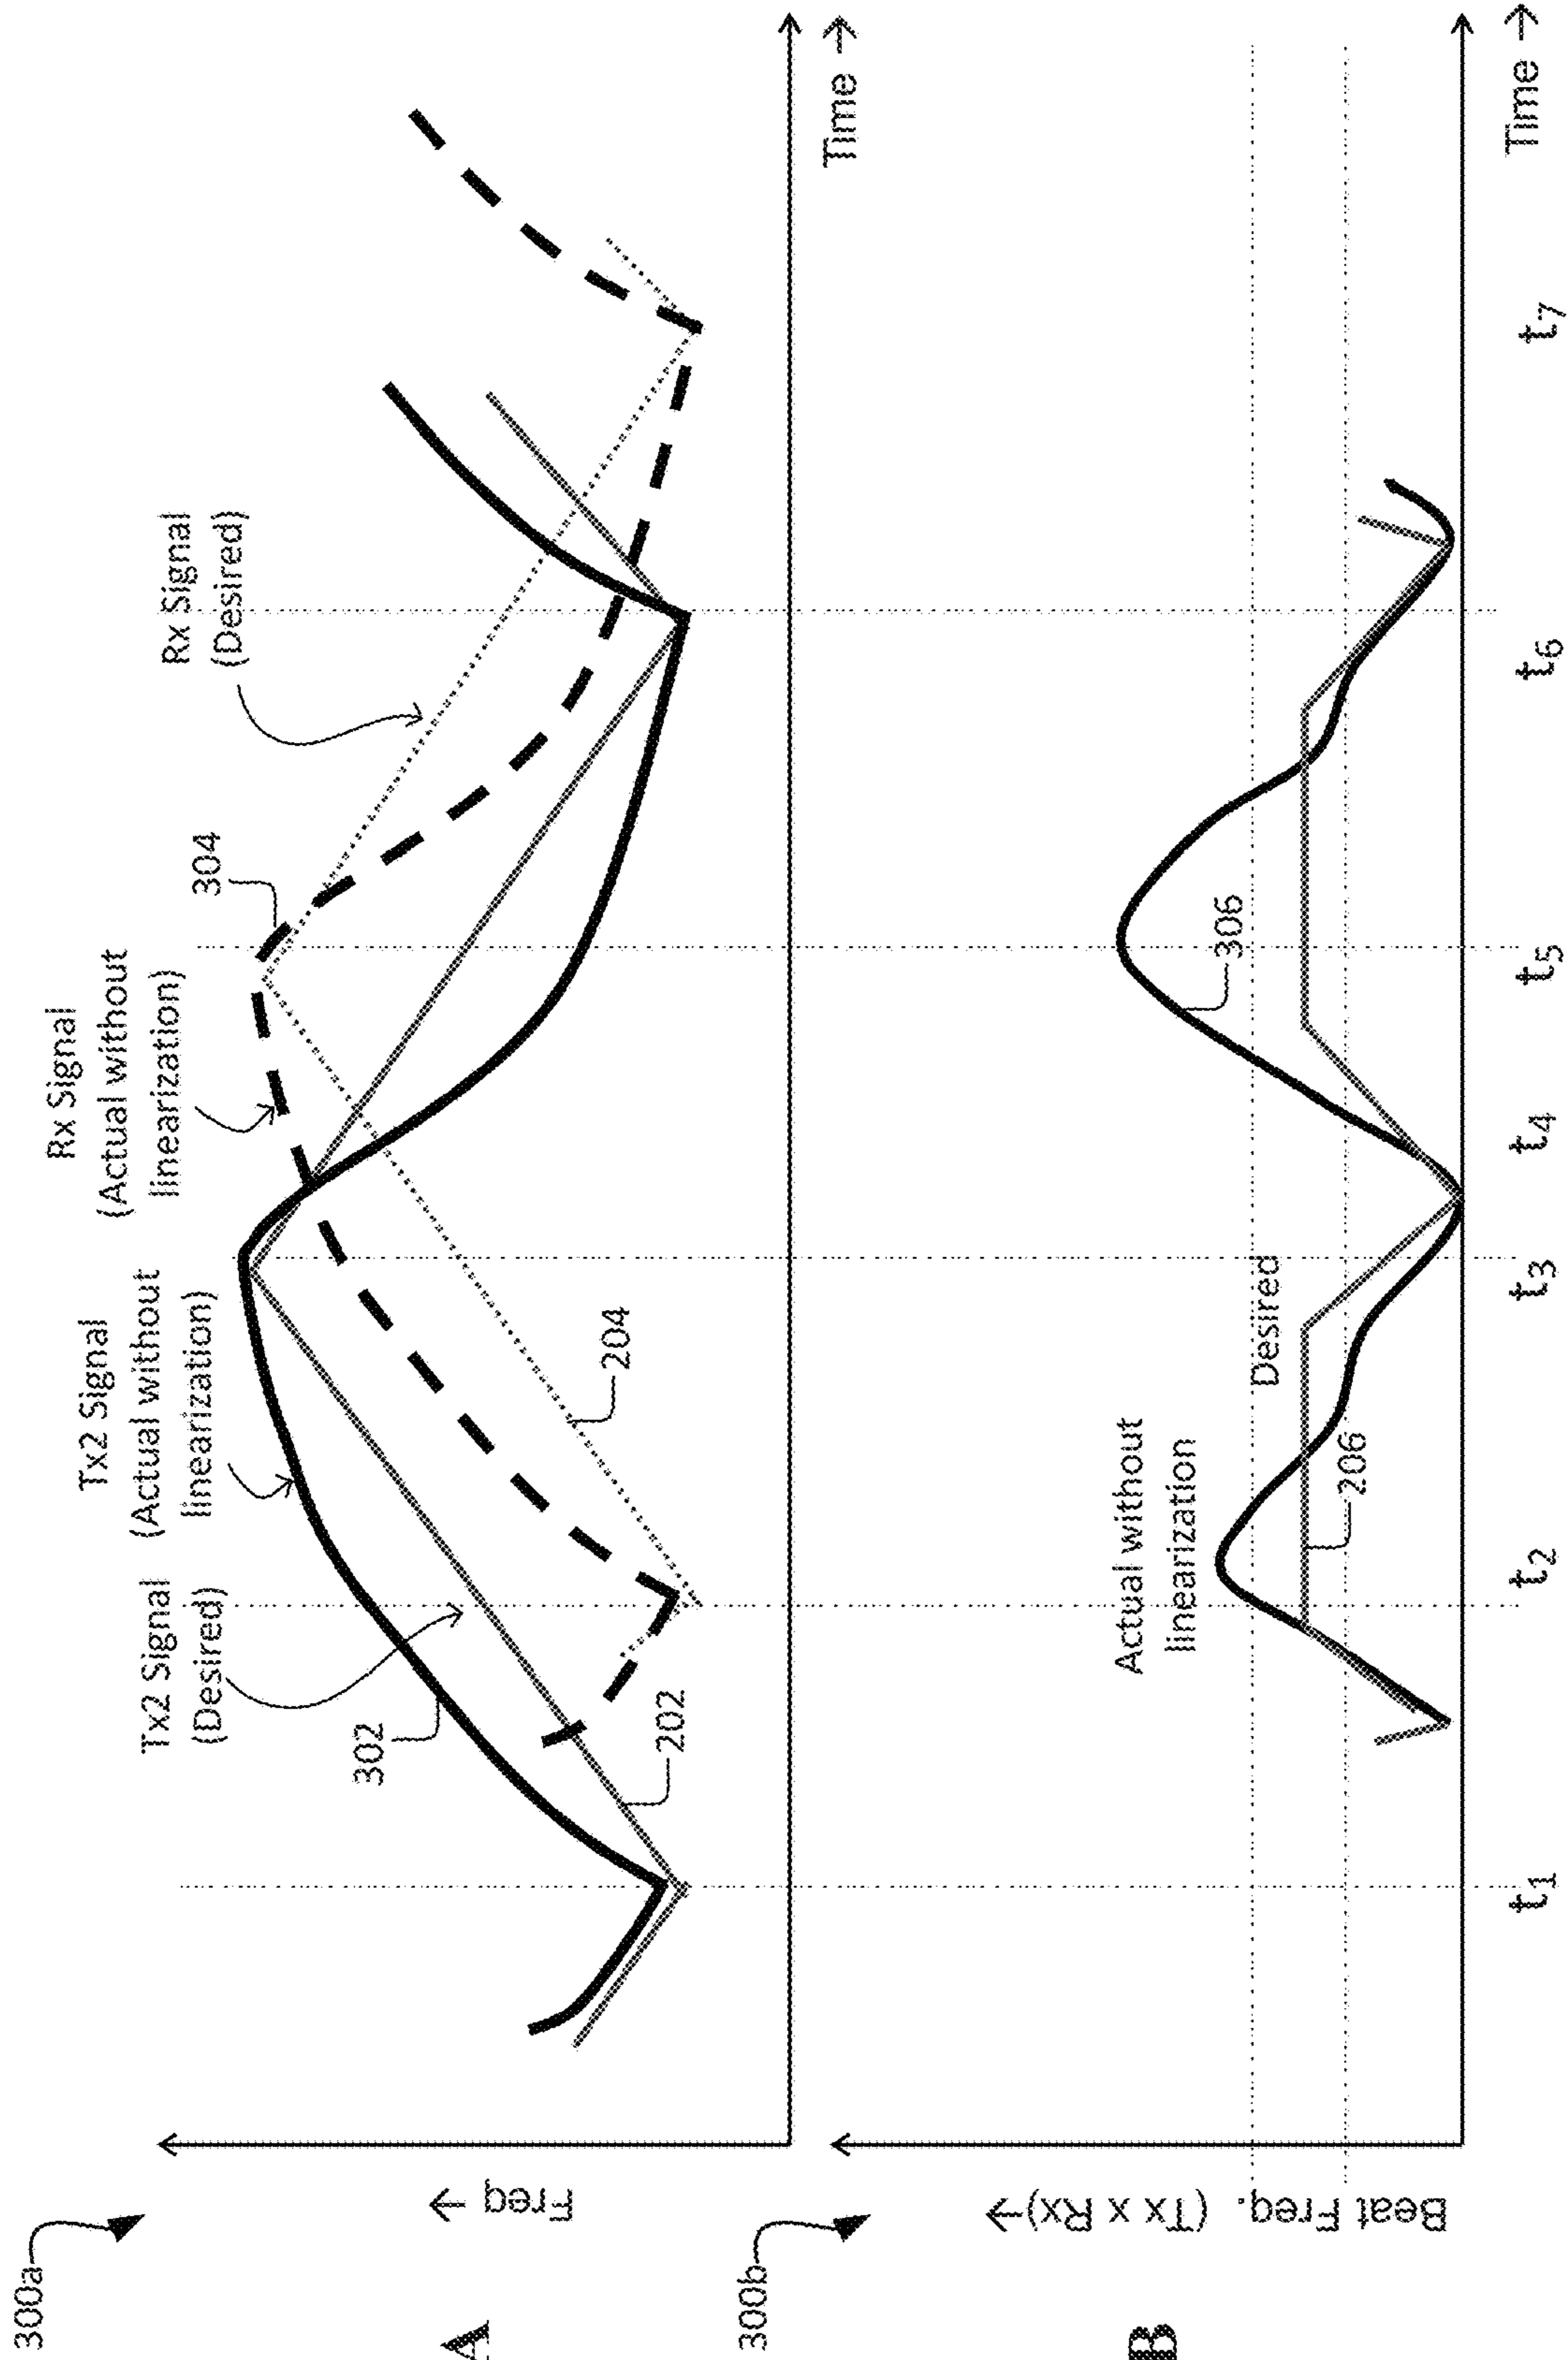 300a
A
Freq →
Tx2 Signal
(Desired)
302
202
Tx2 Signal
(Actual without
linearization)
204
Rx Signal
(Actual without
linearization)
304
Rx Signal
(Desired)
Time →
300b
B
Beat Freq. (Tx x Rx)→
Actual without
linearization
206
Desired
306
t1
t2
t3
t4
t5
t6
t7
Time →